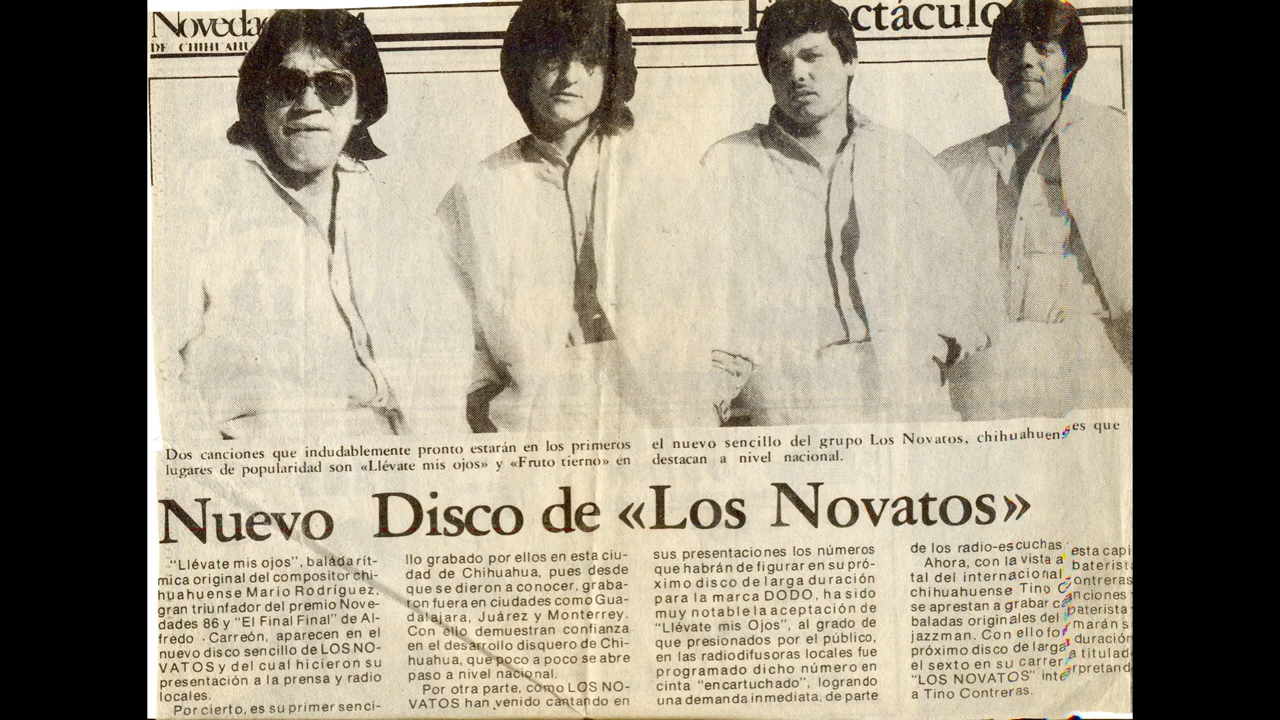 Noveda
DE CHIHUAHU
Espectáculo
Dos canciones que indudablemente pronto estarán en los primeros
lugares de popularidad son «Llévate mis ojos» y «Fruto tierno» en
el nuevo sencillo del grupo Los Novatos, chihuahuenses que
destacan a nivel nacional.
Nuevo Disco de «Los Novatos»
"Llévate mis ojos", balada rít-
mica original del compositor chi-
huahuense Mario Rodríguez,
gran triunfador del premio Nove-
dades 86 y "El Final Final" de Al-
fredo Carreón, aparecen en el
nuevo disco sencillo de LOS NO-
VATOS y del cual hicieron su
presentación a la prensa y radio
locales.
Por cierto, es su primer senci-
llo grabado por ellos en esta ciu-
dad de Chihuahua, pues desde
que se dieron a conocer, graba-
ron fuera en ciudades como Gua-
dalajara, Juárez y Monterrey.
Con ello demuestran confianza
en el desarrollo disquero de Chi-
huahua, que poco a poco se abre
paso a nivel nacional.
Por otra parte, como LOS NO-
VATOS han venido cantando en
sus presentaciones los números
que habrán de figurar en su pró-
ximo disco de larga duración
para la marca DODO, ha sido
muy notable la aceptación de
"Llévate mis Ojos", al grado de
que presionados por el público,
en las radiodifusoras locales fue
programado dicho número en
cinta "encartuchado", logrando
una demanda inmediata, de parte
de los radio-escuchas
Ahora, con la vista a
tal del internacional
chihuahuense Tino C
se aprestan a grabar ca
baladas originales del
jazzman. Con ello for
próximo disco de larga
el sexto en su carrer
"LOS NOVATOS" inte
a Tino Contreras.
esta capi
baterist
ontreras
nciones
paterista
marán s
duración
a titulad
rpretand